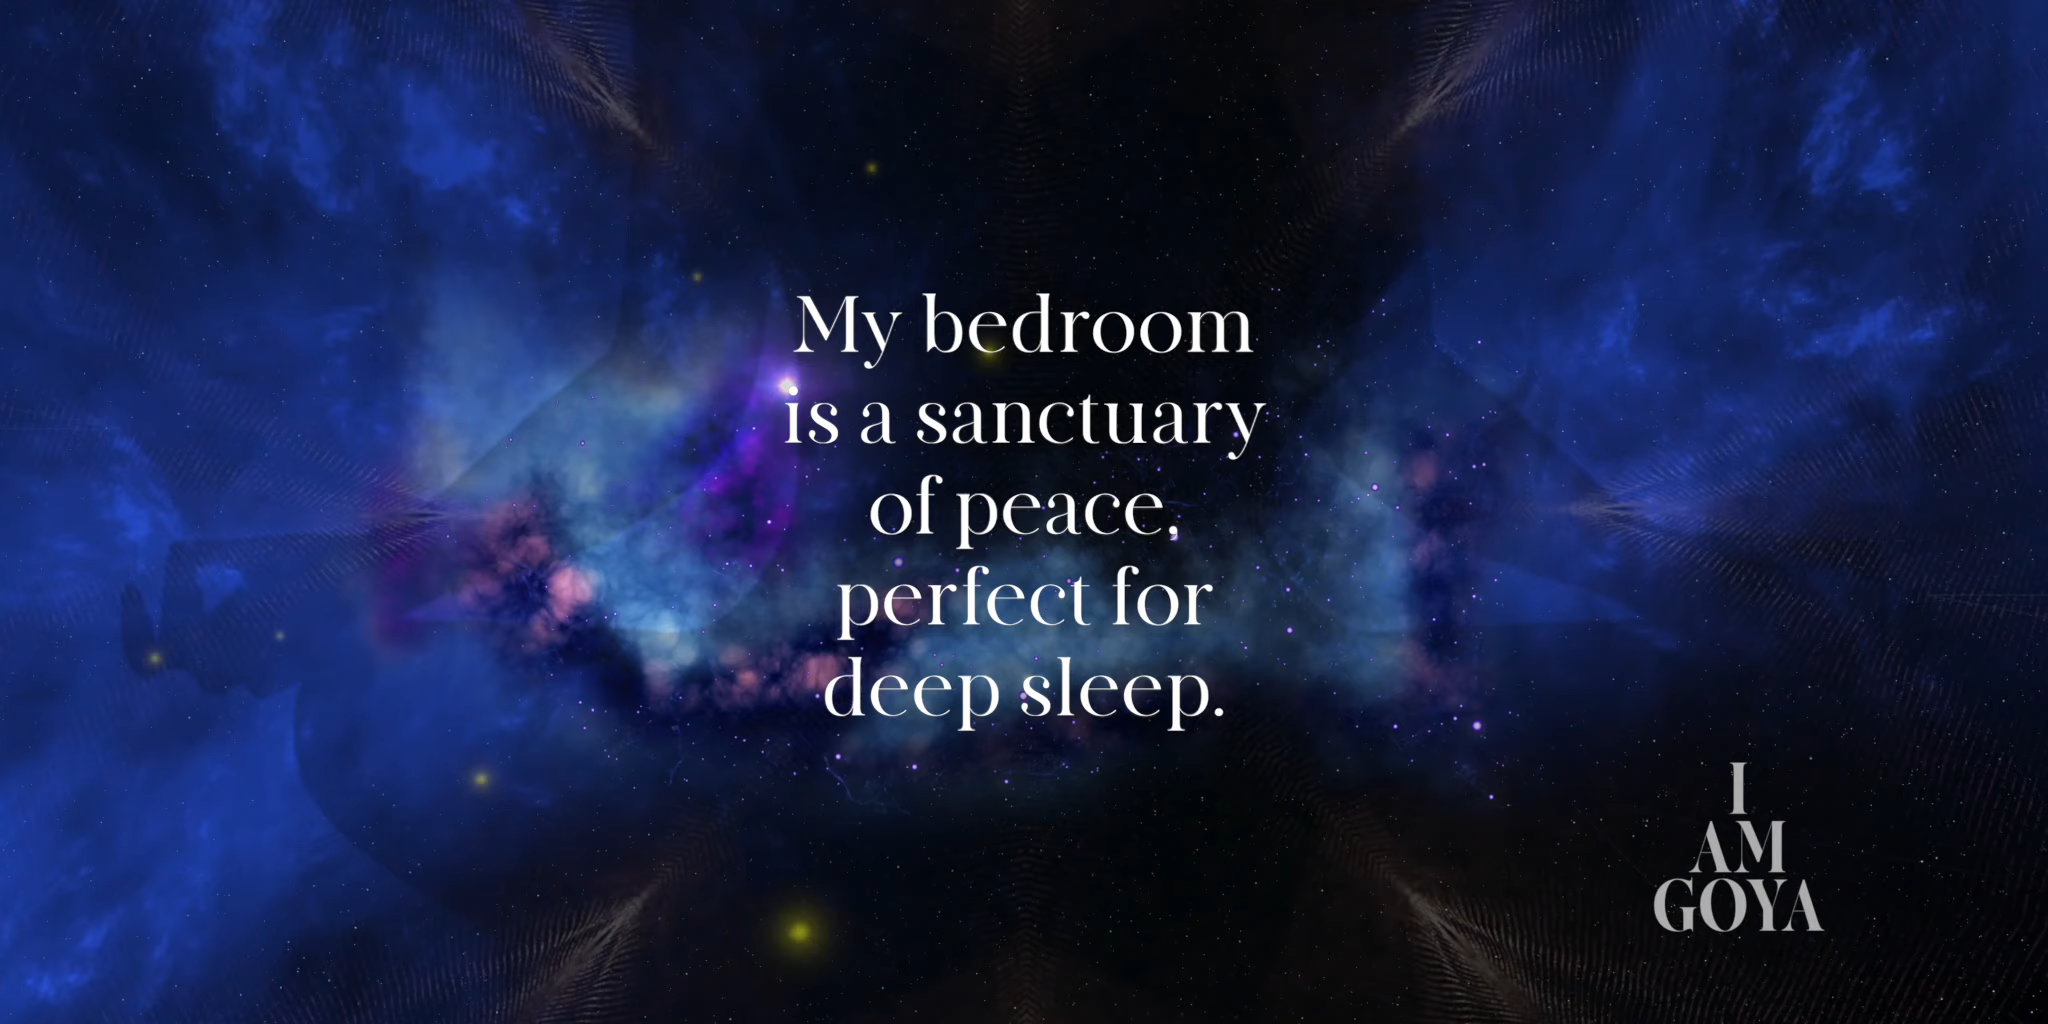 My bedroom
is a sanctuary
of peace,
perfect for
deep sleep.
I
AM
GOYA